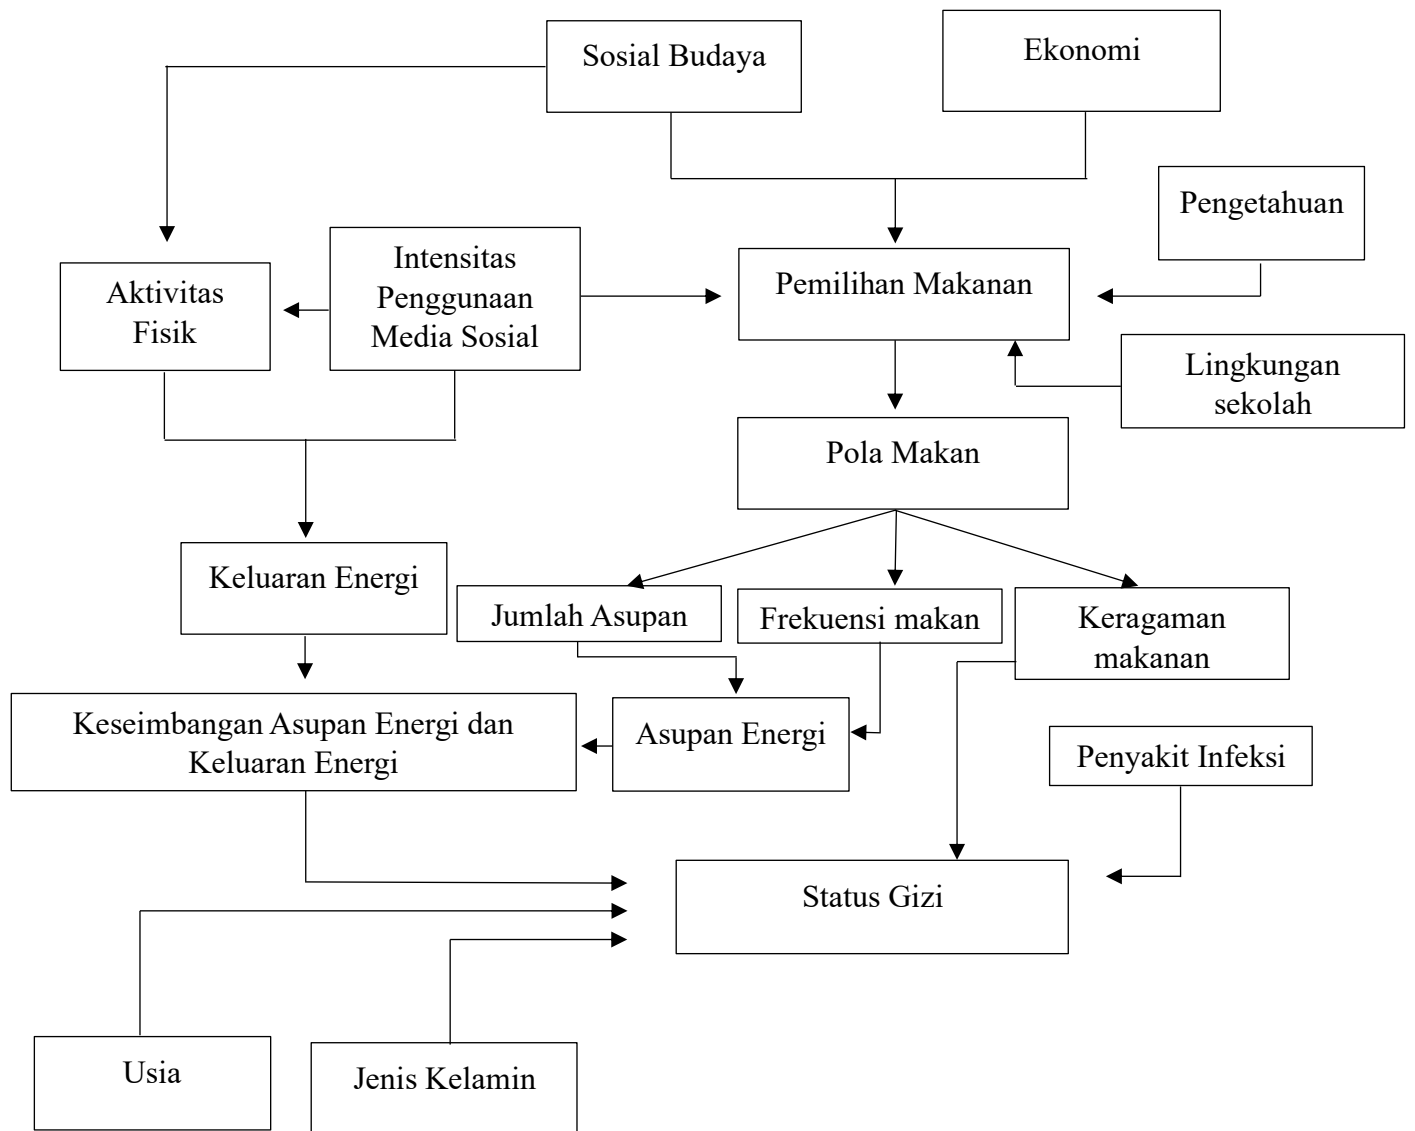 Sosial Budaya
Ekonomi
Pengetahuan
Intensitas
Penggunaan
Media Sosial
Aktivitas
Fisik
Pemilihan Makanan
Lingkungan
sekolah
Pola Makan
Keluaran Energi
Jumlah Asupan
Frekuensi makan
Keragaman
makanan
Keseimbangan Asupan Energi dan
Keluaran Energi
Asupan Energi
Penyakit Infeksi
Status Gizi
Usia
Jenis Kelamin